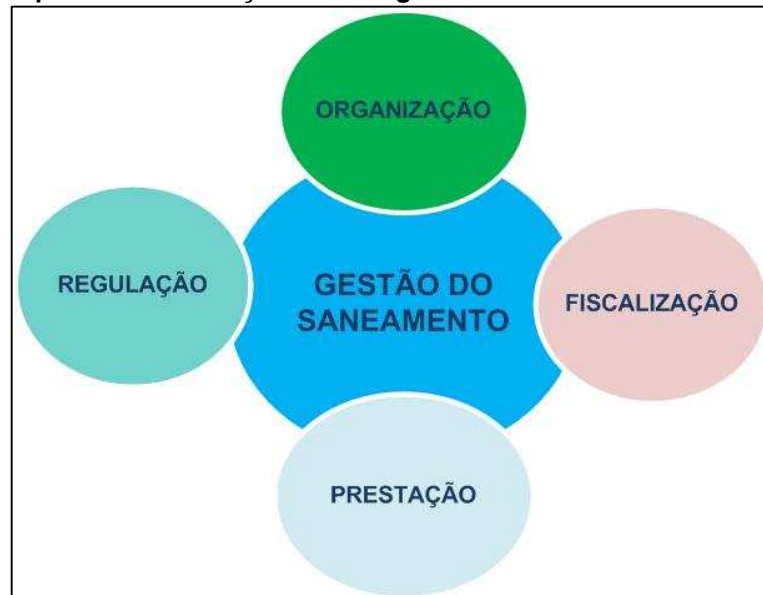 ORGANIZAÇÃO
REGULAÇÃO
GESTÃO DO
SANEAMENTO
FISCALIZAÇÃO
PRESTAÇÃO